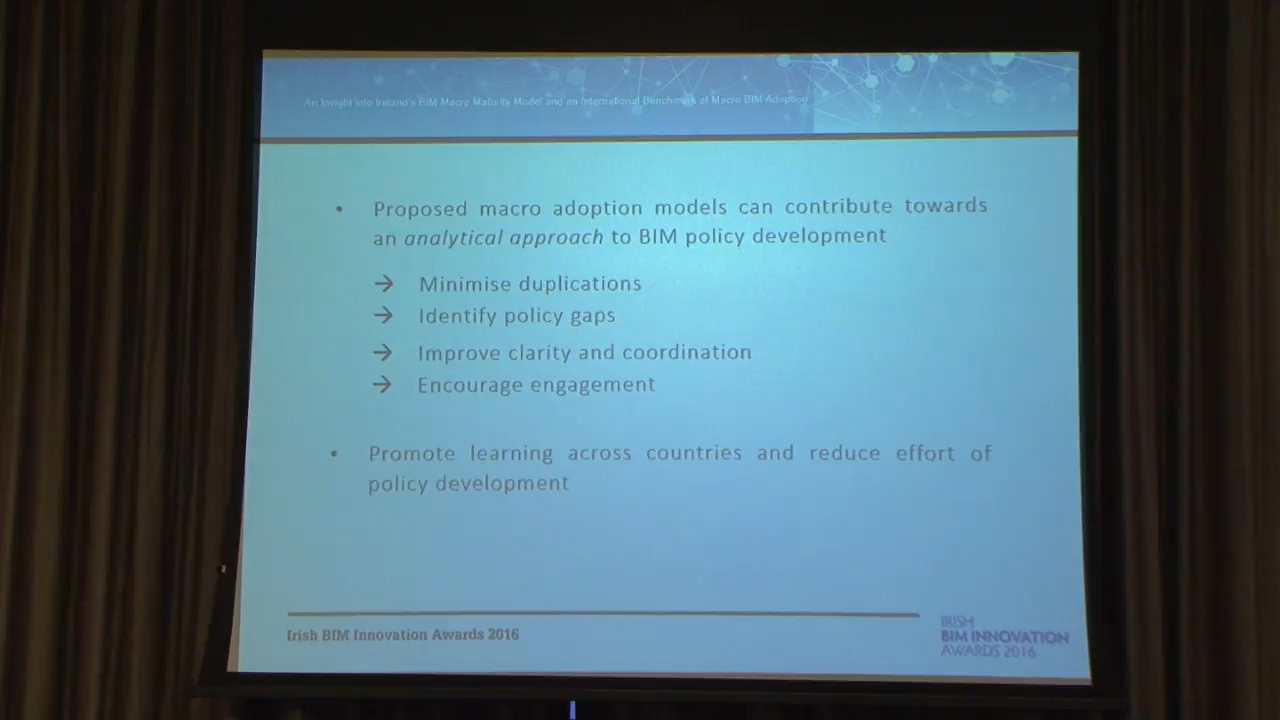 An Insight into Ireland's BIM Macro Maturity Model and an International Benchmark of Macro BIM Adoption
• Proposed macro adoption models can contribute towards
an analytical approach to BIM policy development
→ Minimise duplications
→ Identify policy gaps
→ Improve clarity and coordination
→ Encourage engagement
• Promote learning across countries and reduce effort of
policy development
Irish BIM Innovation Awards 2016
IRISH
BIM INNOVATION
AWARDS 2016